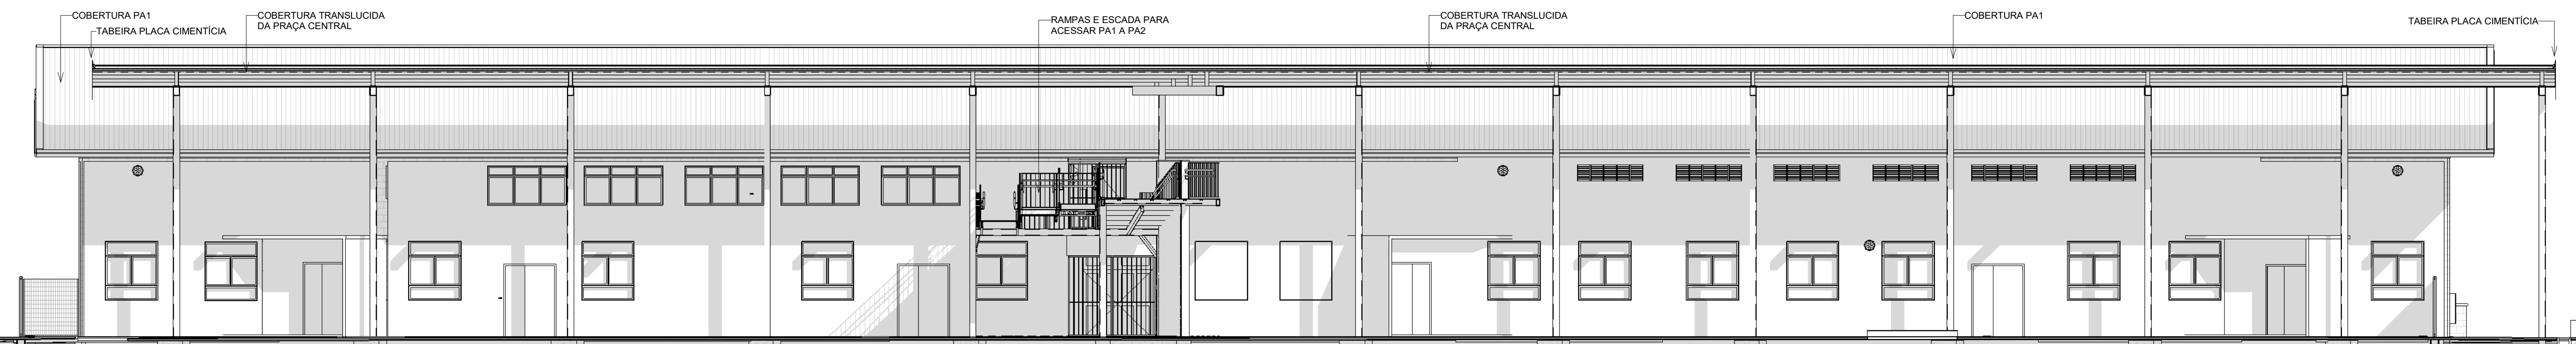 COBERTURA PA1
TABEIRA PLACA CIMENTÍCIA
COBERTURA TRANSLUCIDA
DA PRAÇA CENTRAL
RAMPAS E ESCADA PARA
ACESSAR PA1 A PA2
COBERTURA TRANSLUCIDA
DA PRAÇA CENTRAL
COBERTURA PA1
TABEIRA PLACA CIMENTÍCIA